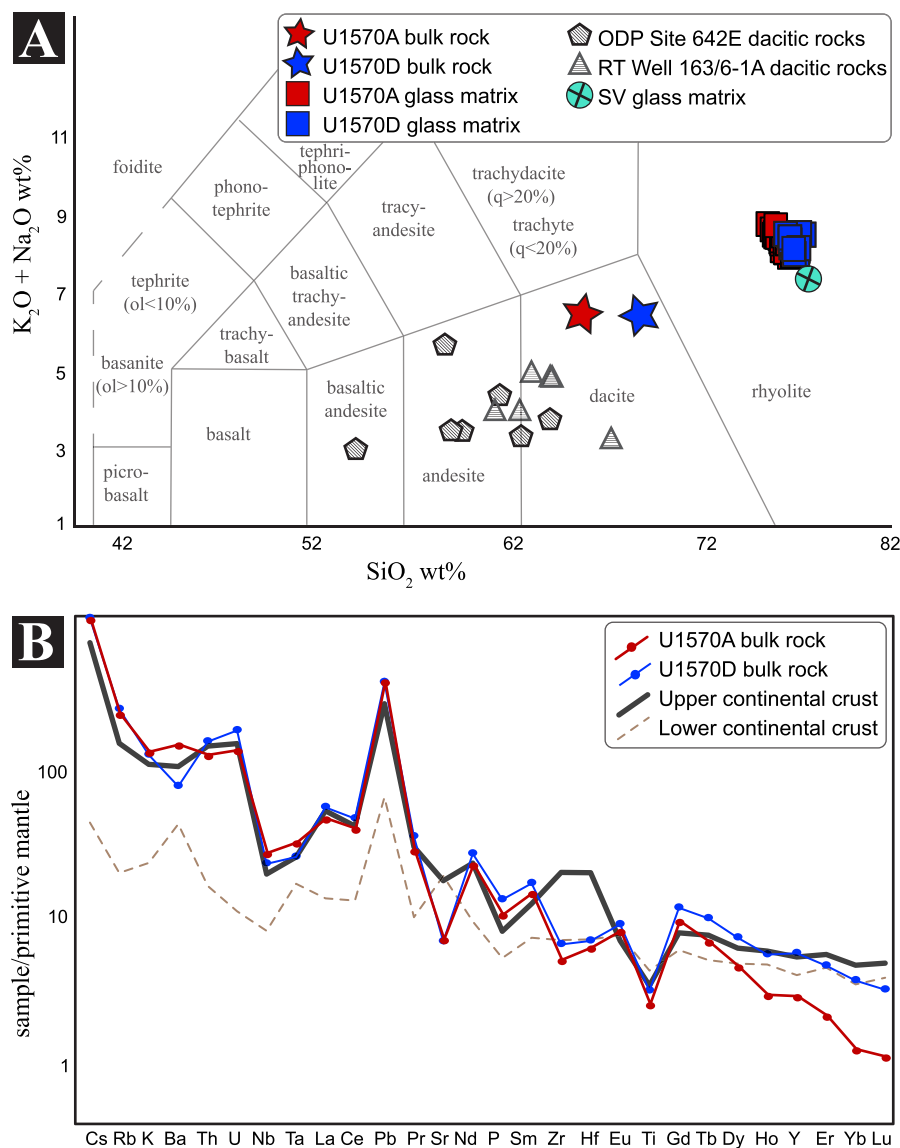 A
U1570A bulk rock
U1570D bulk rock
U1570A glass matrix
U1570D glass matrix
ODP Site 642E dacitic rocks
RT Well 163/6-1A dacitic rocks
SV glass matrix
K2O + Na2O wt%
11
9
7
5
3
1
foidite
phono-
tephrite
tephri-
phono-
lite
tracy-
andesite
trachydacite
(q>20%)
trachyte
(q<20%)
tephrite
(ol<10%)
basaltic
trachy-
andesite
trachy-
basalt
basanite
(ol>10%)
basaltic
andesite
dacite
rhyolite
basalt
andesite
picro-
basalt
42
52
62
72
82
SiO2 wt%
B
U1570A bulk rock
U1570D bulk rock
Upper continental crust
Lower continental crust
sample/primitive mantle
100
10
1
Cs Rb K Ba Th U Nb Ta La Ce Pb Pr Sr Nd P Sm Zr Hf Eu Ti Gd Tb Dy Ho Y Er Yb Lu